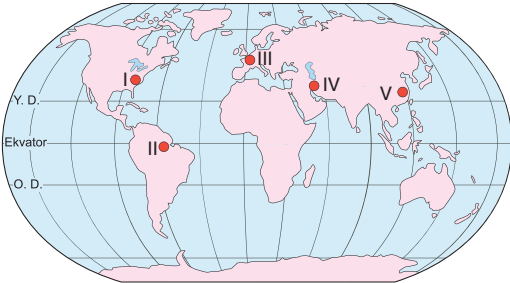 III
I
IV
V
Y. D.
Ekvator
II
O. D.